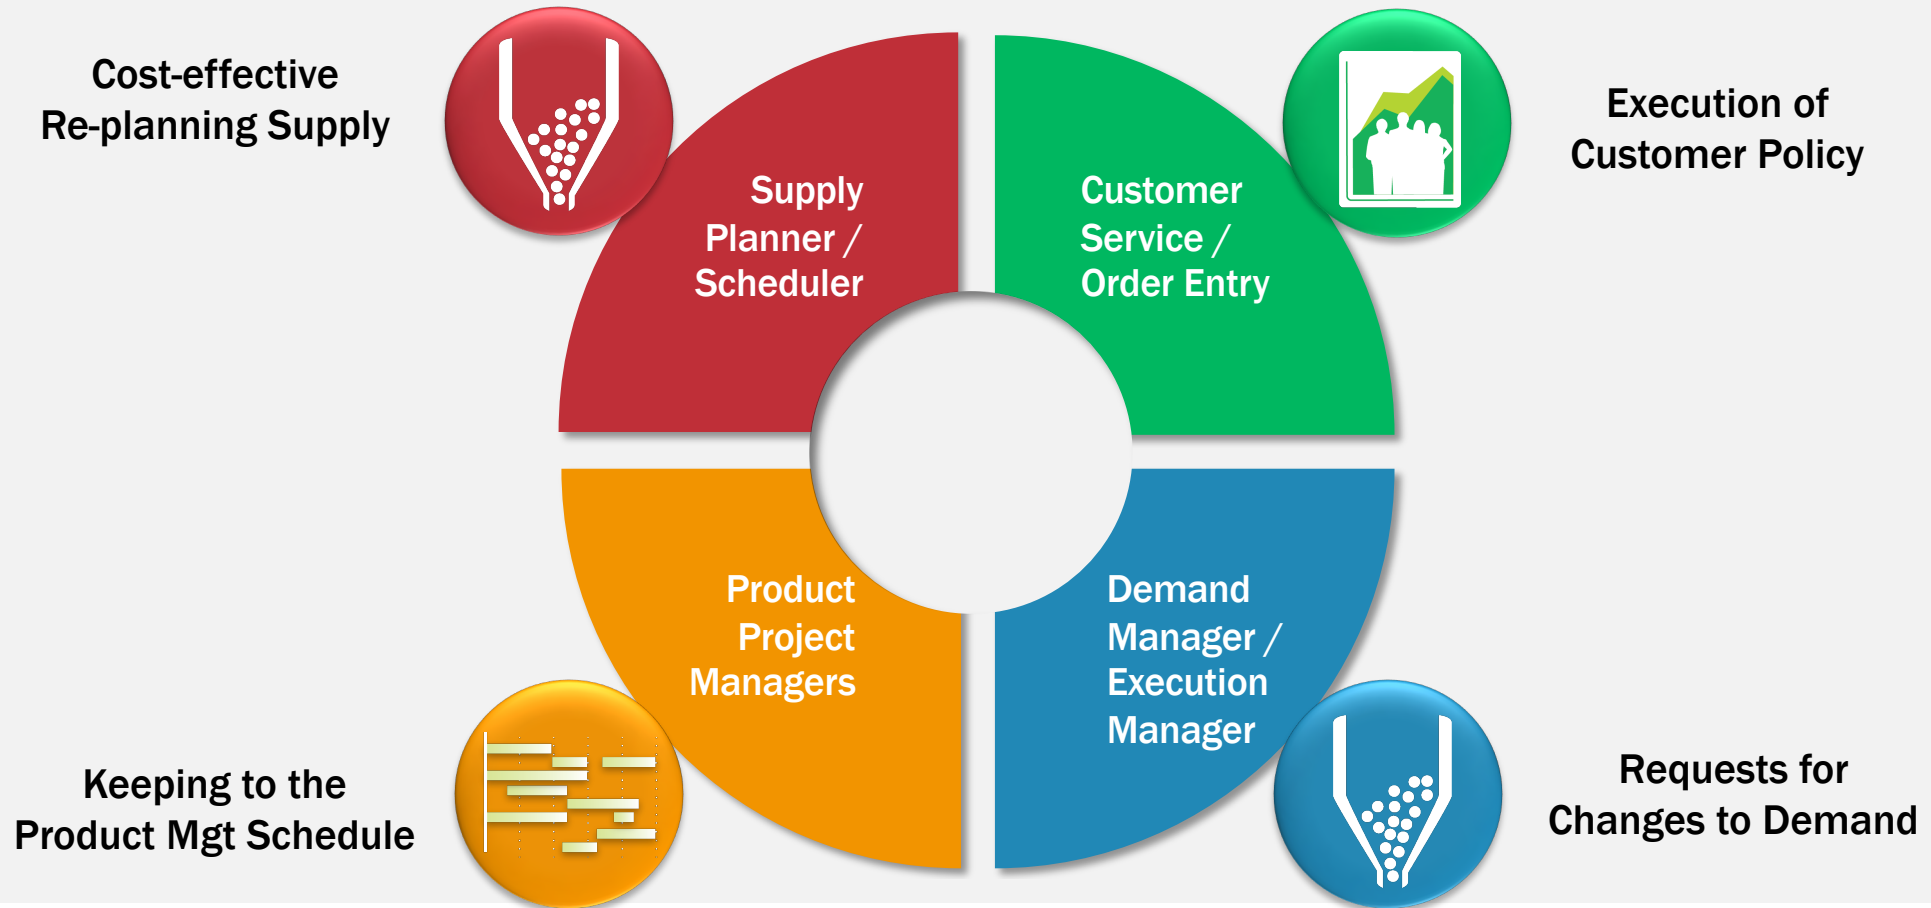 Cost-effective
Re-planning Supply
Supply
Planner /
Scheduler
Customer
Service /
Order Entry
Execution of
Customer Policy
Product
Project
Managers
Keeping to the
Product Mgt Schedule
Demand
Manager /
Execution
Manager
Requests for
Changes to Demand